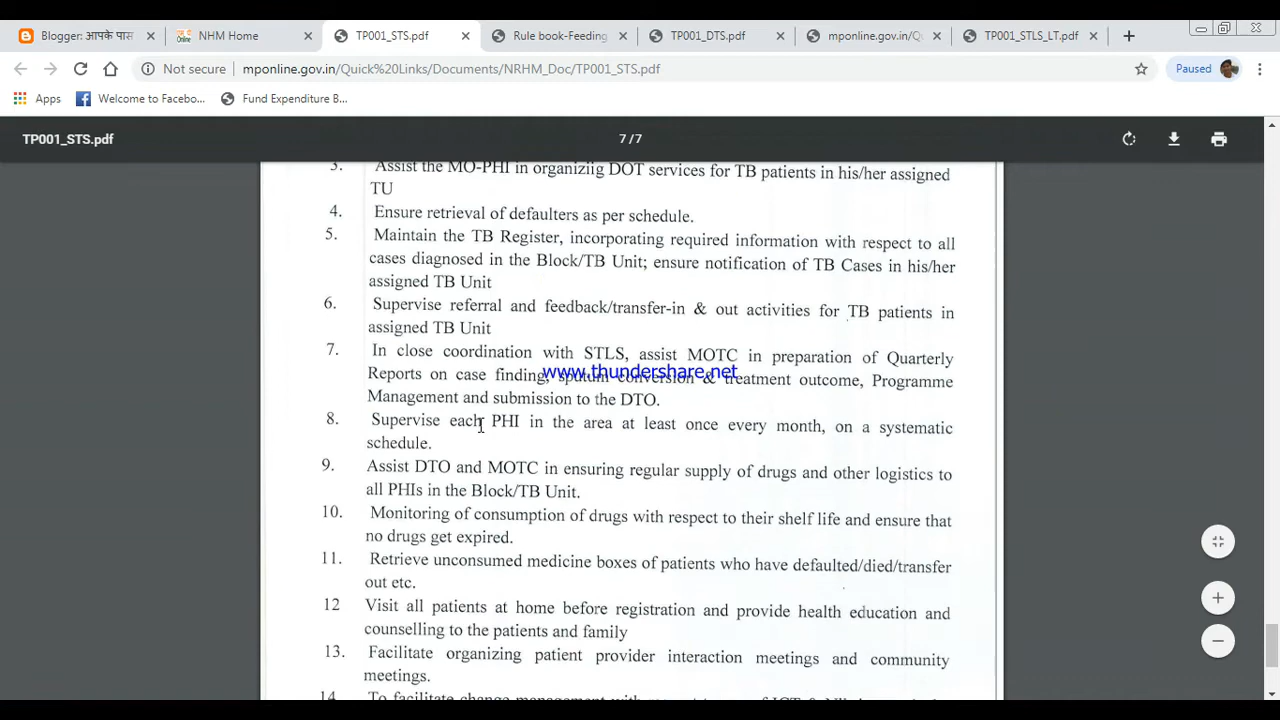 Blogger: आपके पास
NHM Home
TP001_STS.pdf
Rule book-Feeding
TP001_DTS.pdf
mponline.gov.in/Qu
TP001_STLS_LT.pdf
Not secure
mponline.gov.in/Quick%20Links/Documents/NRHM_Doc/TP001_STS.pdf
Paused
Apps
Welcome to Facebo...
Fund Expenditure B...
TP001_STS.pdf
7/7
3. Assist the MO-PHI in organiziig DOT services for TB patients in his/her assigned
TU
4. Ensure retrieval of defaulters as per schedule.
5. Maintain the TB Register, incorporating required information with respect to all
cases diagnosed in the Block/TB Unit; ensure notification of TB Cases in his/her
assigned TB Unit
6. Supervise referral and feedback/transfer-in & out activities for TB patients in
assigned TB Unit
7. In close coordination with STLS, assist MOTC in preparation of Quarterly
Reports on case finding, sputum conversion & treatment outcome, Programme
www.thundershare.net
Management and submission to the DTO.
8. Supervise each PHI in the area at least once every month, on a systematic
schedule.
9. Assist DTO and MOTC in ensuring regular supply of drugs and other logistics to
all PHIs in the Block/TB Unit.
10. Monitoring of consumption of drugs with respect to their shelf life and ensure that
no drugs get expired.
11. Retrieve unconsumed medicine boxes of patients who have defaulted/died/transfer
out etc.
12 Visit all patients at home before registration and provide health education and
counselling to the patients and family
13. Facilitate organizing patient provider interaction meetings and community
meetings.
14 To facilitate change management with